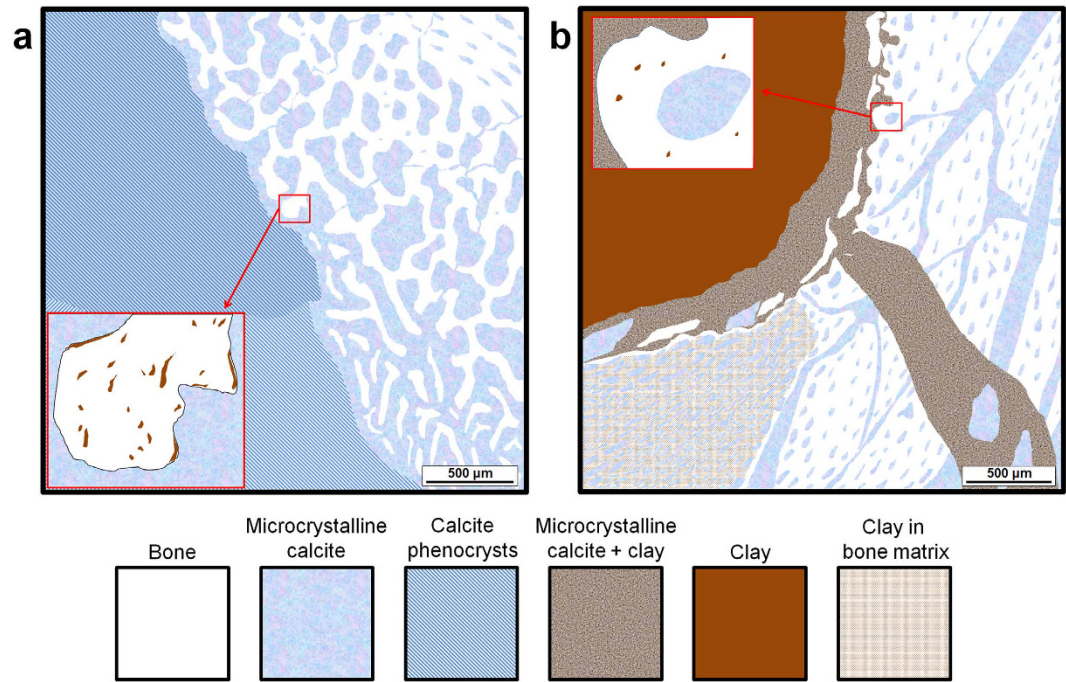 a
b
500 µm
500 µm
Bone
Microcrystalline
calcite
Calcite
phenocrysts
Microcrystalline
calcite + clay
Clay
Clay in
bone matrix